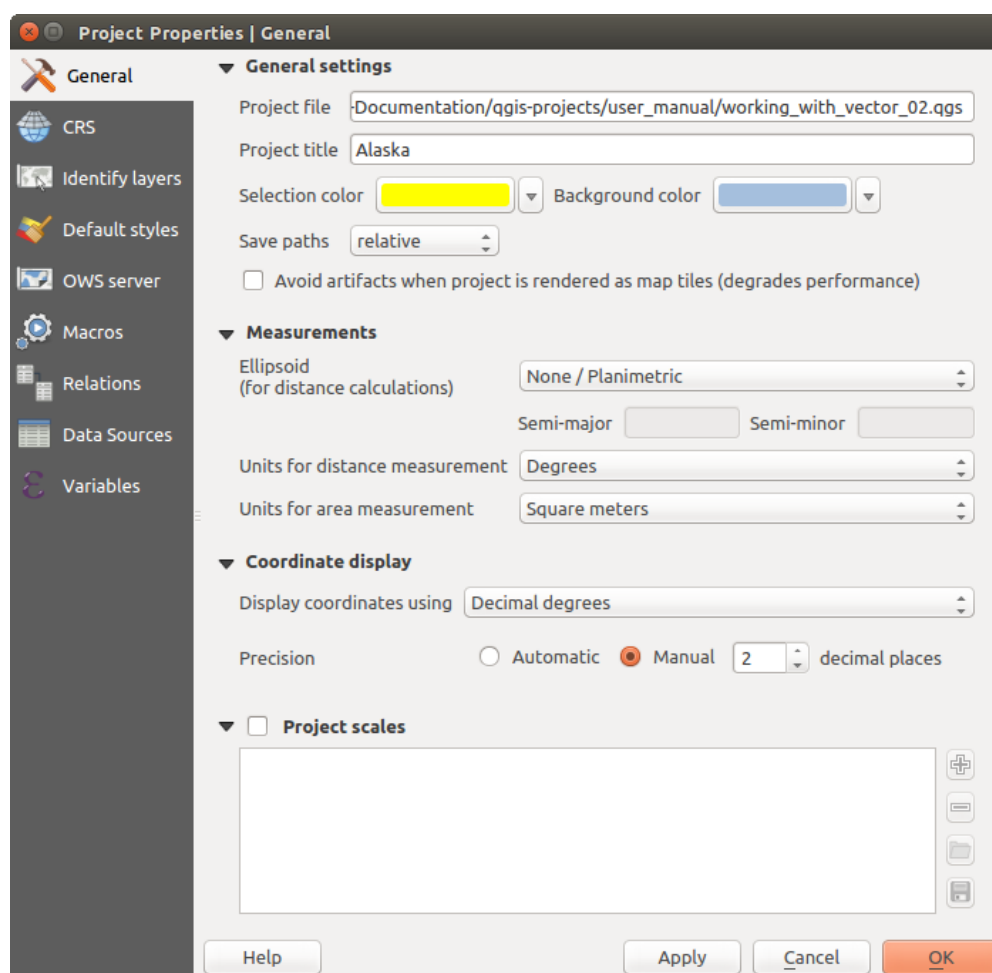 Project Properties | General
General
CRS
Identify layers
Default styles
OWS server
Macros
Relations
Data Sources
Variables
General settings
Project file -Documentation/qgis-projects/user_manual/working_with_vector_02.qgs
Project title Alaska
Selection color Background color
Save paths relative
Avoid artifacts when project is rendered as map tiles (degrades performance)
Measurements
Ellipsoid
(for distance calculations) None / Planimetric
Semi-major Semi-minor
Units for distance measurement Degrees
Units for area measurement Square meters
Coordinate display
Display coordinates using Decimal degrees
Precision Automatic Manual 2 decimal places
Project scales
Help Apply Cancel OK